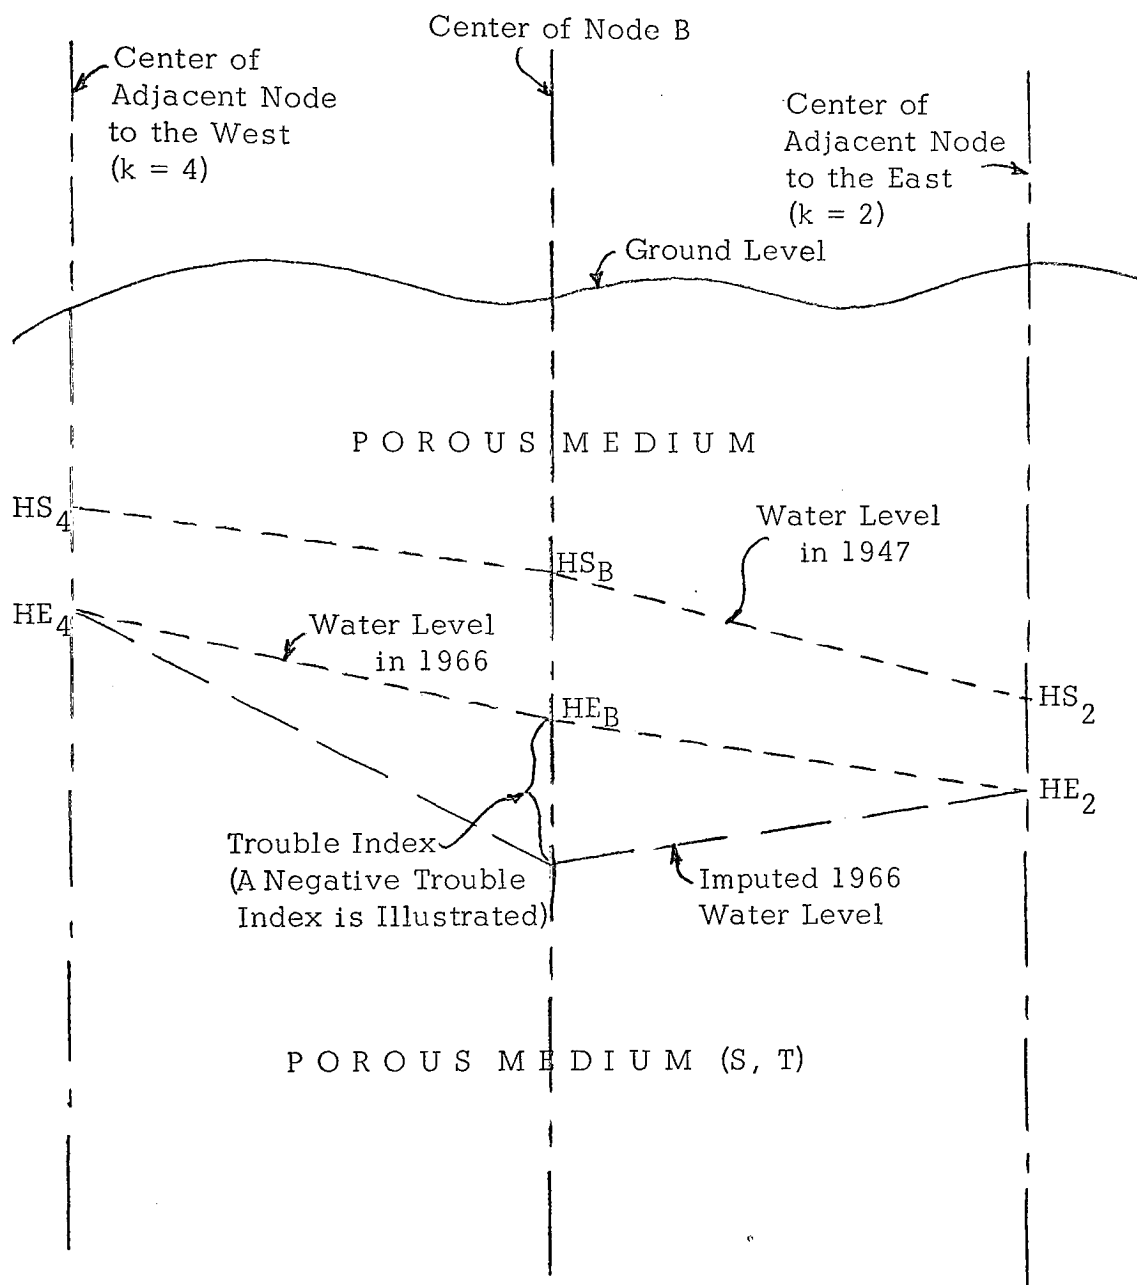 Center of Node B
Center of
Adjacent Node
to the West
(k = 4)
Center of
Adjacent Node
to the East
(k = 2)
Ground Level
POROUS MEDIUM
HS4
Water Level
in 1947
HSB
HE4
Water Level
in 1966
HEB
HS2
HE2
Trouble Index
(A Negative Trouble
Index is Illustrated)
Imputed 1966
Water Level
POROUS MEDIUM (S, T)